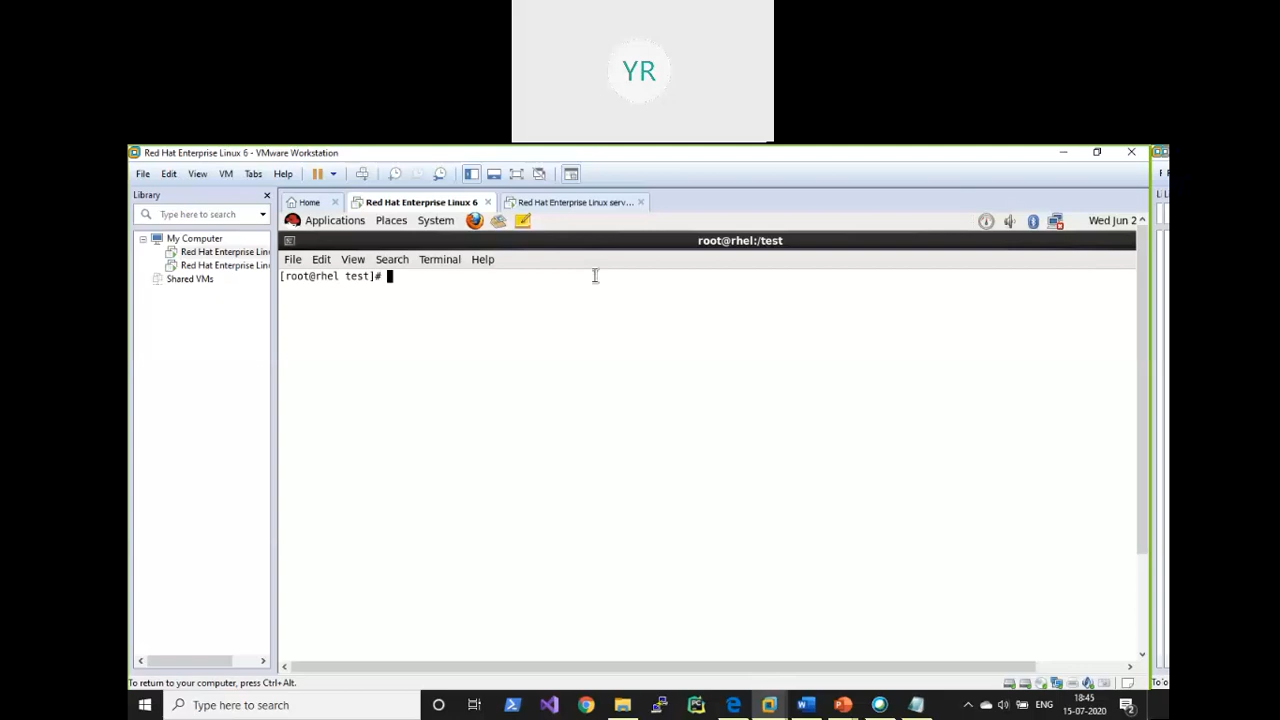 YR
Red Hat Enterprise Linux 6 - VMware Workstation
File Edit View VM Tabs Help
Library
Type here to search
My Computer
Red Hat Enterprise Lin
Red Hat Enterprise Lin
Shared VMs
Home
Red Hat Enterprise Linux 6
Red Hat Enterprise Linux serv...
Applications Places System
Wed Jun 2
root@rhel:/test
File Edit View Search Terminal Help
[root@rhel test]#
To return to your computer, press Ctrl+Alt.
Type here to search
ENG
18:45
15-07-2020
2